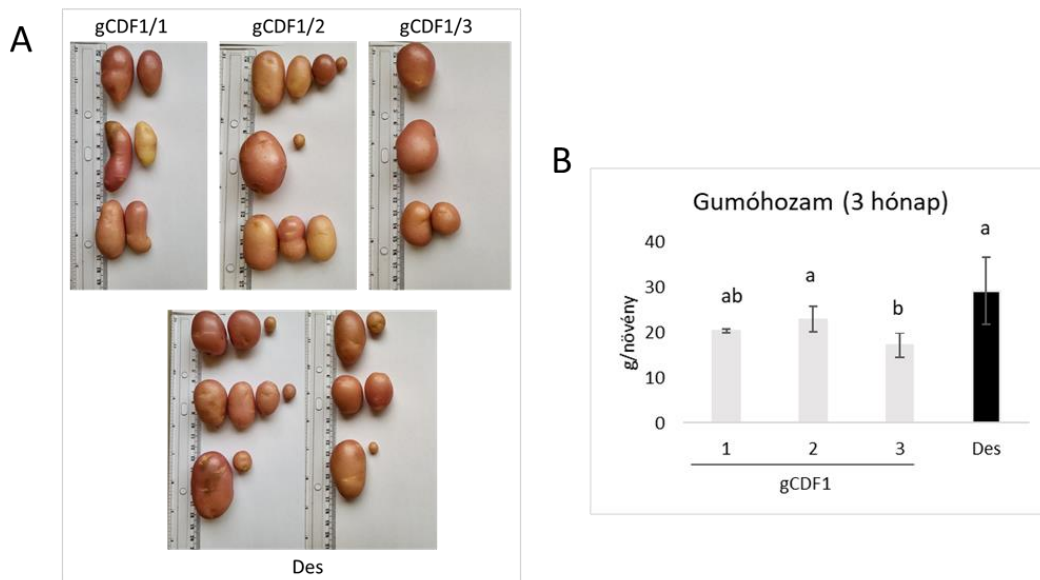 A
gCDF1/1
gCDF1/2
gCDF1/3
Des
B
Gumóhozam (3 hónap)
g/növény
40
30
20
10
0
ab
a
b
a
1
2
3
Des
gCDF1